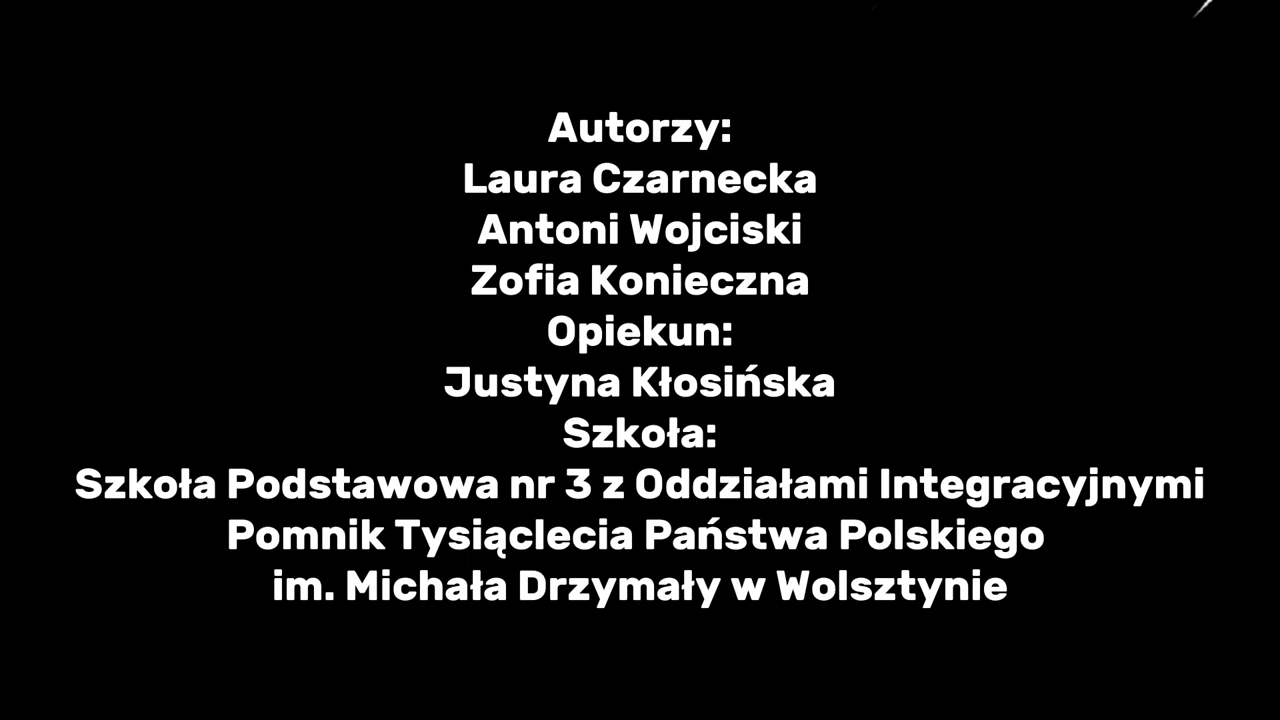 Autorzy:
Laura Czarnecka
Antoni Wojciski
Zofia Konieczna
Opiekun:
Justyna Kłosińska
Szkoła:
Szkoła Podstawowa nr 3 z Oddziałami Integracyjnymi
Pomnik Tysiąclecia Państwa Polskiego
im. Michała Drzymały w Wolsztynie